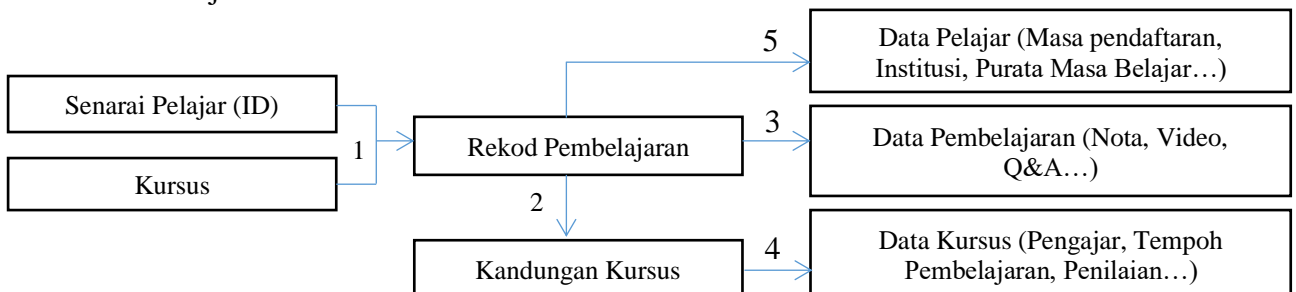 5
Data Pelajar (Masa pendaftaran,
Institusi, Purata Masa Belajar…)
Senarai Pelajar (ID)
1
Kursus
Rekod Pembelajaran
3
Data Pembelajaran (Nota, Video,
Q&A…)
2
Kandungan Kursus
4
Data Kursus (Pengajar, Tempoh
Pembelajaran, Penilaian…)